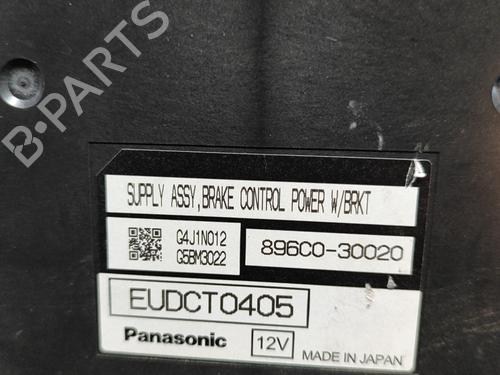 B-PARTS
SUPPLY ASSY, BRAKE CONTROL POWER W/BRKT
G4J1N012
G5BM3022
896C0-30020
EUDCT0405
Panasonic
12V
MADE IN JAPAN